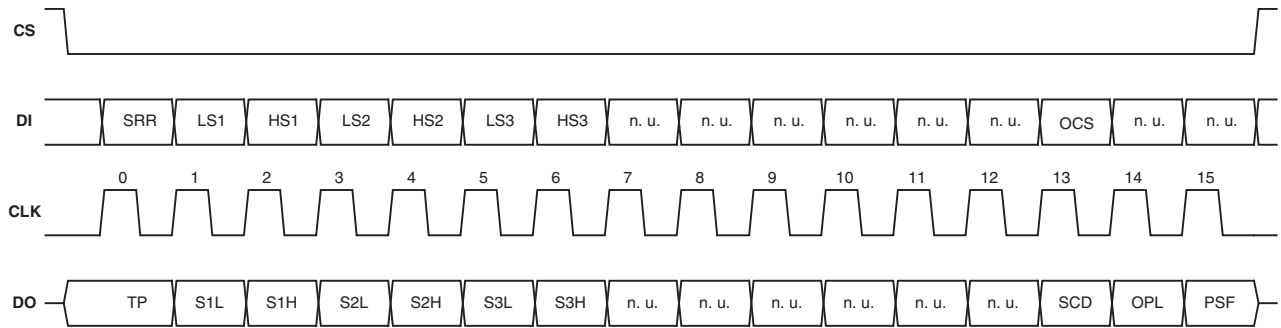 CS
DI SRR LS1 HS1 LS2 HS2 LS3 HS3 n. u. n. u. n. u. n. u. n. u. n. u. OCS n. u. n. u.
0 1 2 3 4 5 6 7 8 9 10 11 12 13 14 15
CLK
DO TP S1L S1H S2L S2H S3L S3H n. u. n. u. n. u. n. u. n. u. n. u. SCD OPL PSF